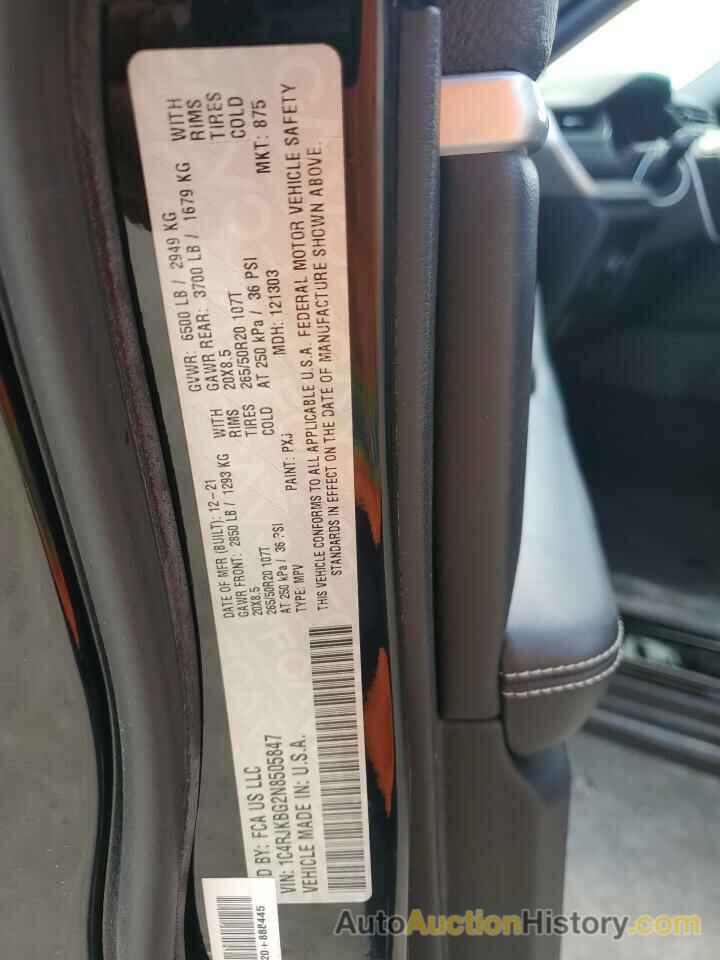 D BY: FCA US LLC
DATE OF MFR (BUILT): 12-21
GVWR: 6500 LB / 2949 KG
GAWR FRONT: 2850 LB / 1293 KG
WITH
GAWR REAR: 3700 LB / 1679 KG
WITH
20X8.5
RIMS
20X8.5
RIMS
265/50R20 107T
TIRES
265/50R20 107T
TIRES
AT 250 kPa / 36 PSI
COLD
AT 250 kPa / 36 PSI
COLD
VIN: 1C4RJKBG2N8505847
TYPE: MPV
PAINT: PXJ
MDH: 121303
MKT: 875
VEHICLE MADE IN: U.S.A.
THIS VEHICLE CONFORMS TO ALL APPLICABLE U.S.A. FEDERAL MOTOR VEHICLE SAFETY
STANDARDS IN EFFECT ON THE DATE OF MANUFACTURE SHOWN ABOVE.
AutoAuctionHistory.com